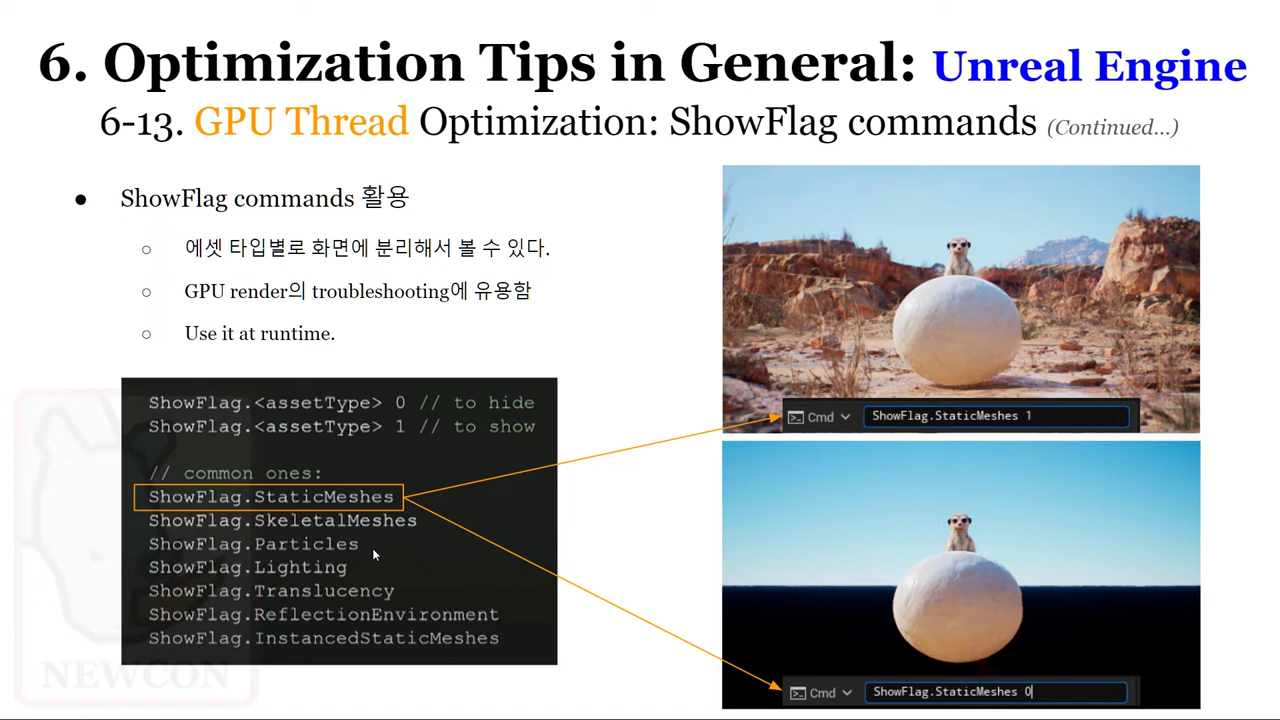 6. Optimization Tips in General: Unreal Engine
6-13. GPU Thread Optimization: ShowFlag commands (Continued...)
● ShowFlag commands 활용
○ 에셋 타입별로 화면에 분리해서 볼 수 있다.
○ GPU render의 troubleshooting에 유용함
○ Use it at runtime.
ShowFlag.<assetType> 0 // to hide
ShowFlag.<assetType> 1 // to show
// common ones:
ShowFlag.StaticMeshes
ShowFlag.SkeletalMeshes
ShowFlag.Particles
ShowFlag.Lighting
ShowFlag.Translucency
ShowFlag.ReflectionEnvironment
ShowFlag.InstancedStaticMeshes
Cmd ShowFlag.StaticMeshes 1
Cmd ShowFlag.StaticMeshes 0
NEWCON